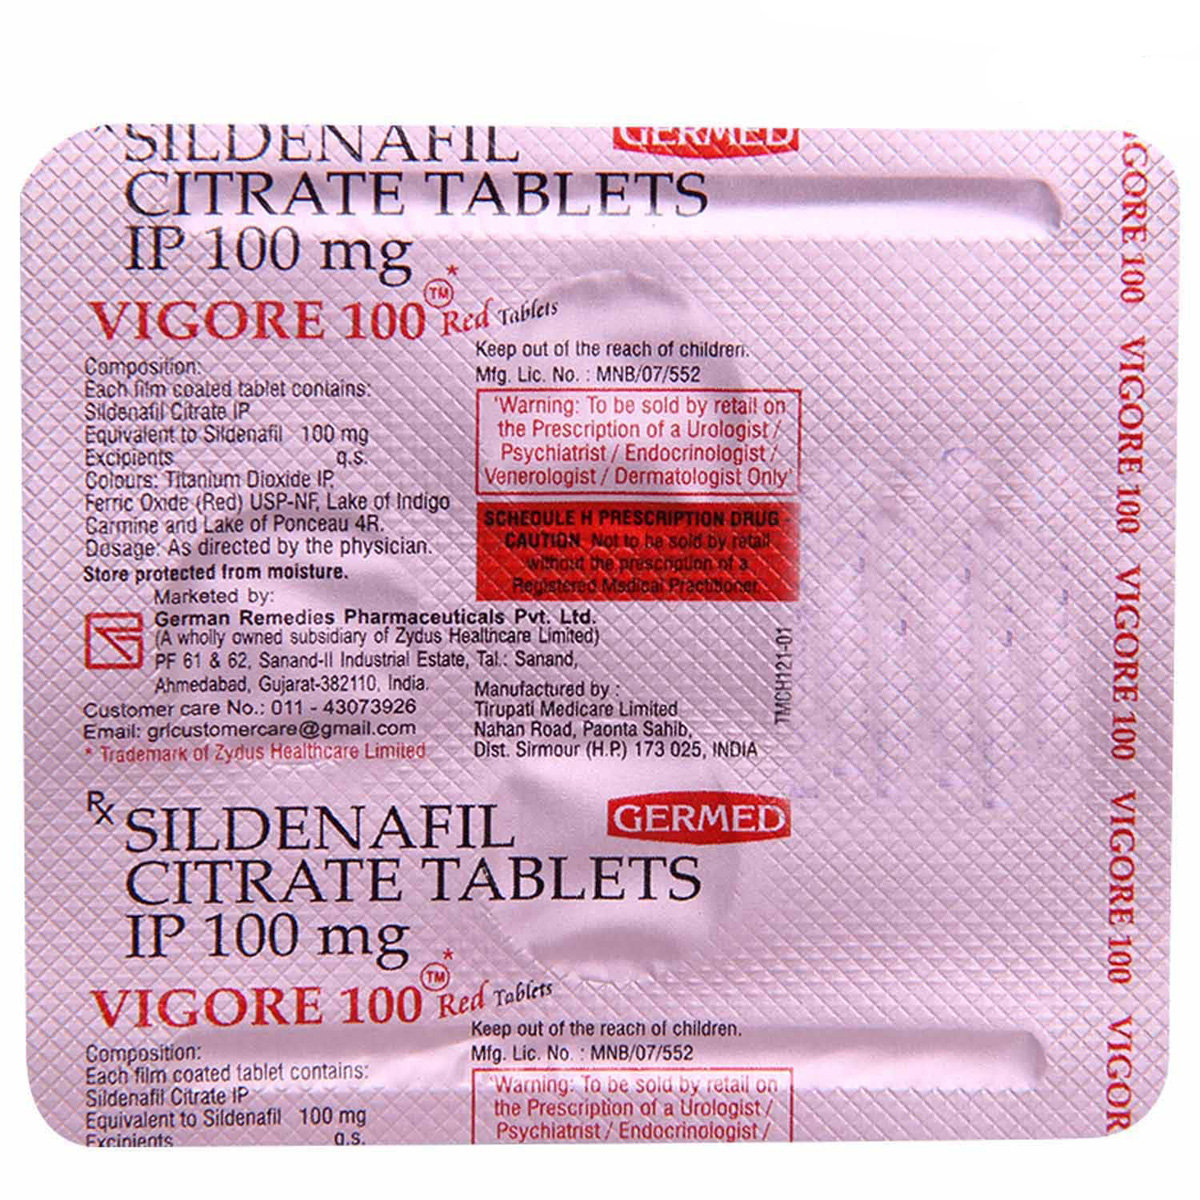 SILDENAFIL
CITRATE TABLETS
IP 100 mg
GERMED
VIGORE 100 TM* Red Tablets
Composition:
Each film coated tablet contains:
Sildenafil Citrate IP
Equivalent to Sildenafil 100 mg
Excipients q.s.
Colours: Titanium Dioxide IP,
Ferric Oxide (Red) USP-NF, Lake of Indigo
Carmine and Lake of Ponceau 4R.
Dosage: As directed by the physician.
Store protected from moisture.
Marketed by:
German Remedies Pharmaceuticals Pvt. Ltd.
(A wholly owned subsidiary of Zydus Healthcare Limited)
PF 61 & 62, Sanand-II Industrial Estate, Tal.: Sanand,
Ahmedabad, Gujarat-382110, India.
Customer care No.: 011 - 43073926
Email: grlcustomercare@gmail.com
* Trademark of Zydus Healthcare Limited
Keep out of the reach of children.
Mfg. Lic. No. : MNB/07/552
'Warning: To be sold by retail on
the Prescription of a Urologist /
Psychiatrist / Endocrinologist /
Venerologist / Dermatologist Only'
SCHEDULE H PRESCRIPTION DRUG -
CAUTION Not to be sold by retail
without the prescription of a
Registered Medical Practitioner.
Manufactured by :
Tirupati Medicare Limited
Nahan Road, Paonta Sahib,
Dist. Sirmour (H.P.) 173 025, INDIA
TMCH121-01
Rx SILDENAFIL
CITRATE TABLETS
IP 100 mg
GERMED
VIGORE 100 TM* Red Tablets
Composition:
Each film coated tablet contains:
Sildenafil Citrate IP
Equivalent to Sildenafil 100 mg
Excipients q.s.
Keep out of the reach of children.
Mfg. Lic. No. : MNB/07/552
'Warning: To be sold by retail on
the Prescription of a Urologist /
Psychiatrist / Endocrinologist /
IGORE 100 VIGORE 100 VIGORE 100 VIGORE 100 VIGOR